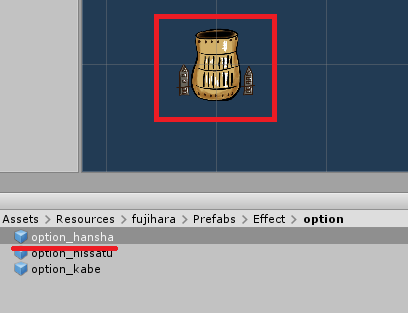 Assets > Resources > fujihara > Prefabs > Effect > option
option_hansha
option_hissatu
option_kabe